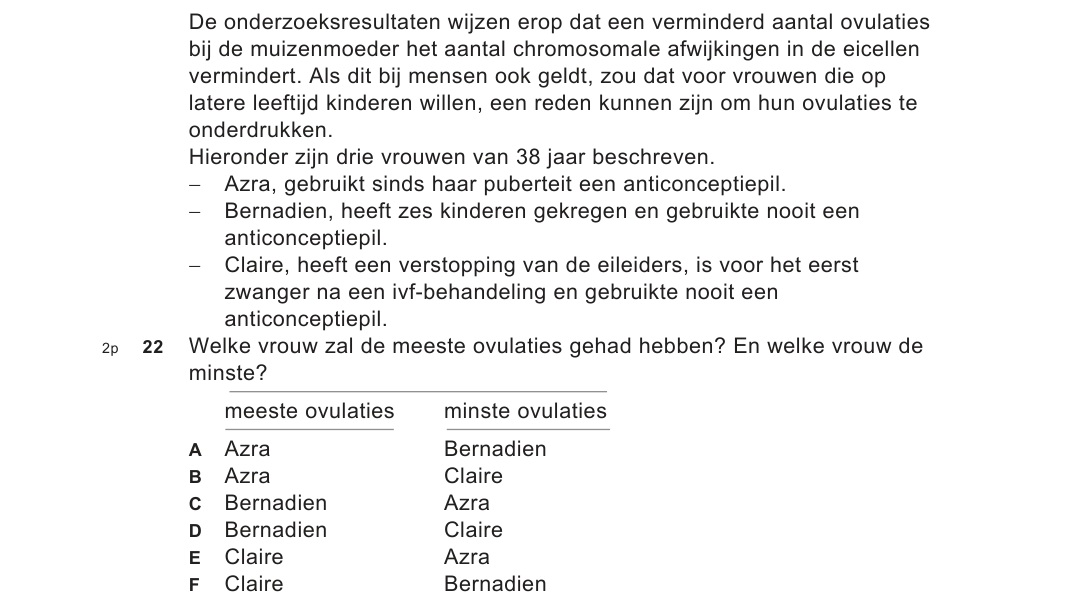 De onderzoeksresultaten wijzen erop dat een verminderd aantal ovulaties
bij de muizenmoeder het aantal chromosomale afwijkingen in de eicellen
vermindert. Als dit bij mensen ook geldt, zou dat voor vrouwen die op
latere leeftijd kinderen willen, een reden kunnen zijn om hun ovulaties te
onderdrukken.
Hieronder zijn drie vrouwen van 38 jaar beschreven.
– Azra, gebruikt sinds haar puberteit een anticonceptiepil.
– Bernadien, heeft zes kinderen gekregen en gebruikte nooit een
anticonceptiepil.
– Claire, heeft een verstopping van de eileiders, is voor het eerst
zwanger na een ivf-behandeling en gebruikte nooit een
anticonceptiepil.
2p 22 Welke vrouw zal de meeste ovulaties gehad hebben? En welke vrouw de
minste?
meeste ovulaties minste ovulaties
A Azra Bernadien
B Azra Claire
C Bernadien Azra
D Bernadien Claire
E Claire Azra
F Claire Bernadien